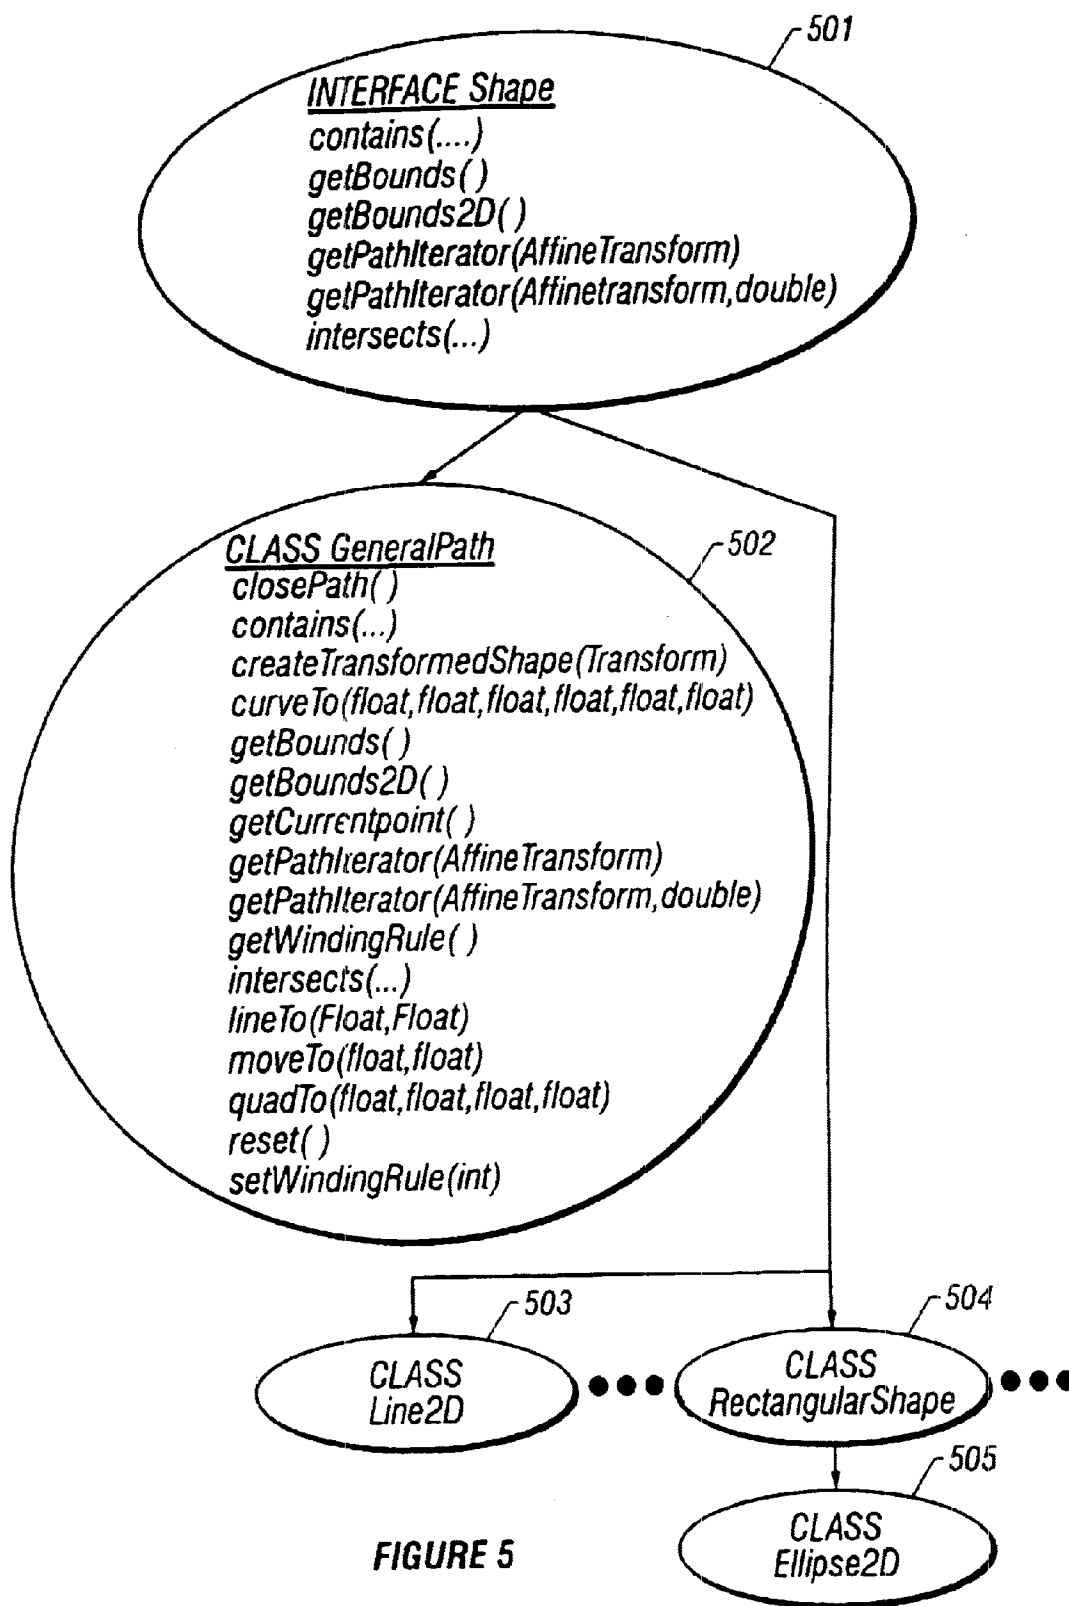 501
INTERFACE Shape
contains(....)
getBounds( )
getBounds2D( )
getPathIterator(AffineTransform)
getPathIterator(Affinetransform,double)
intersects(...)
502
CLASS GeneralPath
closePath( )
contains(...)
createTransformedShape(Transform)
curveTo(float,float,float,float,float,float)
getBounds( )
getBounds2D( )
getCurrentpoint( )
getPathIterator(AffineTransform)
getPathIterator(AffineTransform,double)
getWindingRule( )
intersects(...)
lineTo(Float,Float)
moveTo(float,float)
quadTo(float,float,float,float)
reset( )
setWindingRule(int)
503
CLASS
Line2D
504
CLASS
RectangularShape
505
CLASS
Ellipse2D
FIGURE 5